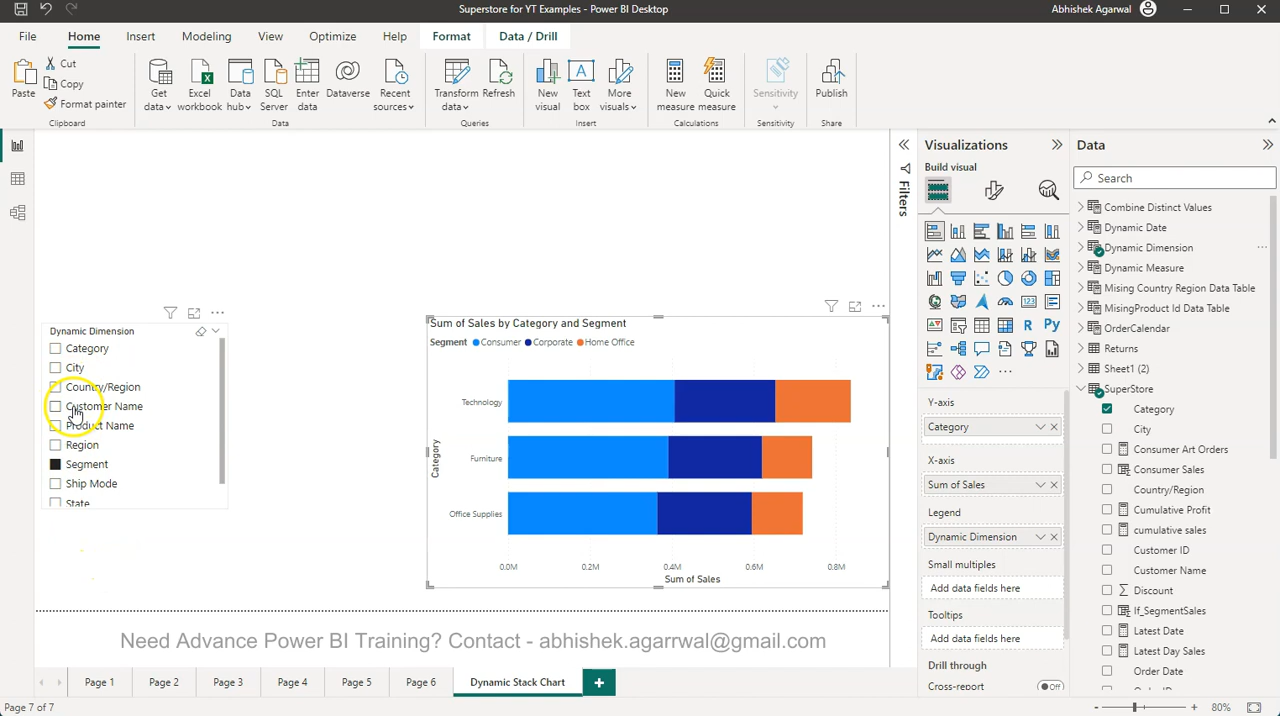 Superstore for YT Examples - Power BI Desktop
Abhishek Agarwal
File Home Insert Modeling View Optimize Help Format Data / Drill
Paste
Cut
Copy
Format painter
Clipboard
Get data
Excel workbook
Data hub
SQL Server
Enter data
Dataverse
Recent sources
Data
Transform data
Refresh
Queries
New visual
Text box
More visuals
Insert
New measure
Quick measure
Calculations
Sensitivity
Sensitivity
Publish
Share
Dynamic Dimension
Category
City
Country/Region
Customer Name
Product Name
Region
Segment
Ship Mode
State
Sum of Sales by Category and Segment
Segment Consumer Corporate Home Office
Category
Technology
Furniture
Office Supplies
0.0M 0.2M 0.4M 0.6M 0.8M
Sum of Sales
Need Advance Power BI Training? Contact - abhishek.agarrwal@gmail.com
Filters
Visualizations
Build visual
R Py
123
Y-axis
Category
X-axis
Sum of Sales
Legend
Dynamic Dimension
Small multiples
Add data fields here
Tooltips
Add data fields here
Drill through
Cross-report
Off
Data
Search
Combine Distinct Values
Dynamic Date
Dynamic Dimension
Dynamic Measure
Mising Country Region Data Table
MisingProduct Id Data Table
OrderCalendar
Returns
Sheet1 (2)
SuperStore
Category
City
Consumer Art Orders
Consumer Sales
Country/Region
Cumulative Profit
cumulative sales
Customer ID
Customer Name
Discount
If_SegmentSales
Latest Date
Latest Day Sales
Order Date
Page 1 Page 2 Page 3 Page 4 Page 5 Page 6 Dynamic Stack Chart
Page 7 of 7
80%